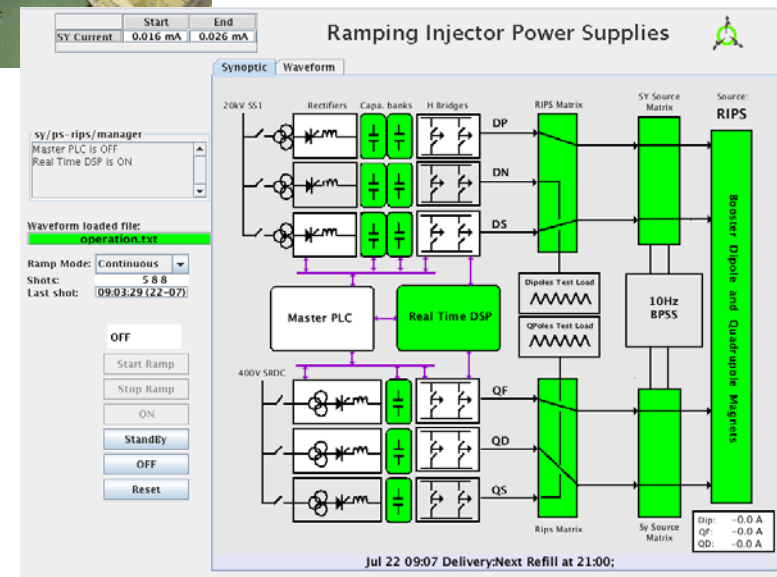 Start End
SY Current 0.016 mA 0.026 mA
Ramping Injector Power Supplies
Synoptic Waveform
20kV SS1 Rectifiers Capa. banks H Bridges RIPS Matrix SY Source Matrix Source:
RIPS
sy/ps-rips/manager
Master PLC is OFF
Real Time DSP is ON
DP
DN
DS
Waveform loaded file:
operation.txt
Ramp Mode: Continuous
Shots: 588
Last shot: 09:03:29 (22-07)
OFF
Start Ramp
Stop Ramp
ON
StandBy
OFF
Reset
Master PLC
Real Time DSP
Dipoles Test Load
QPoles Test Load
10Hz
BPSS
Booster Dipole and Quadrupole Magnets
400V SRDC
QF
QD
QS
Rips Matrix
Sy Source
Matrix
Dip: -0.0 A
QF: -0.0 A
QD: -0.0 A
Jul 22 09:07 Delivery:Next Refill at 21:00;